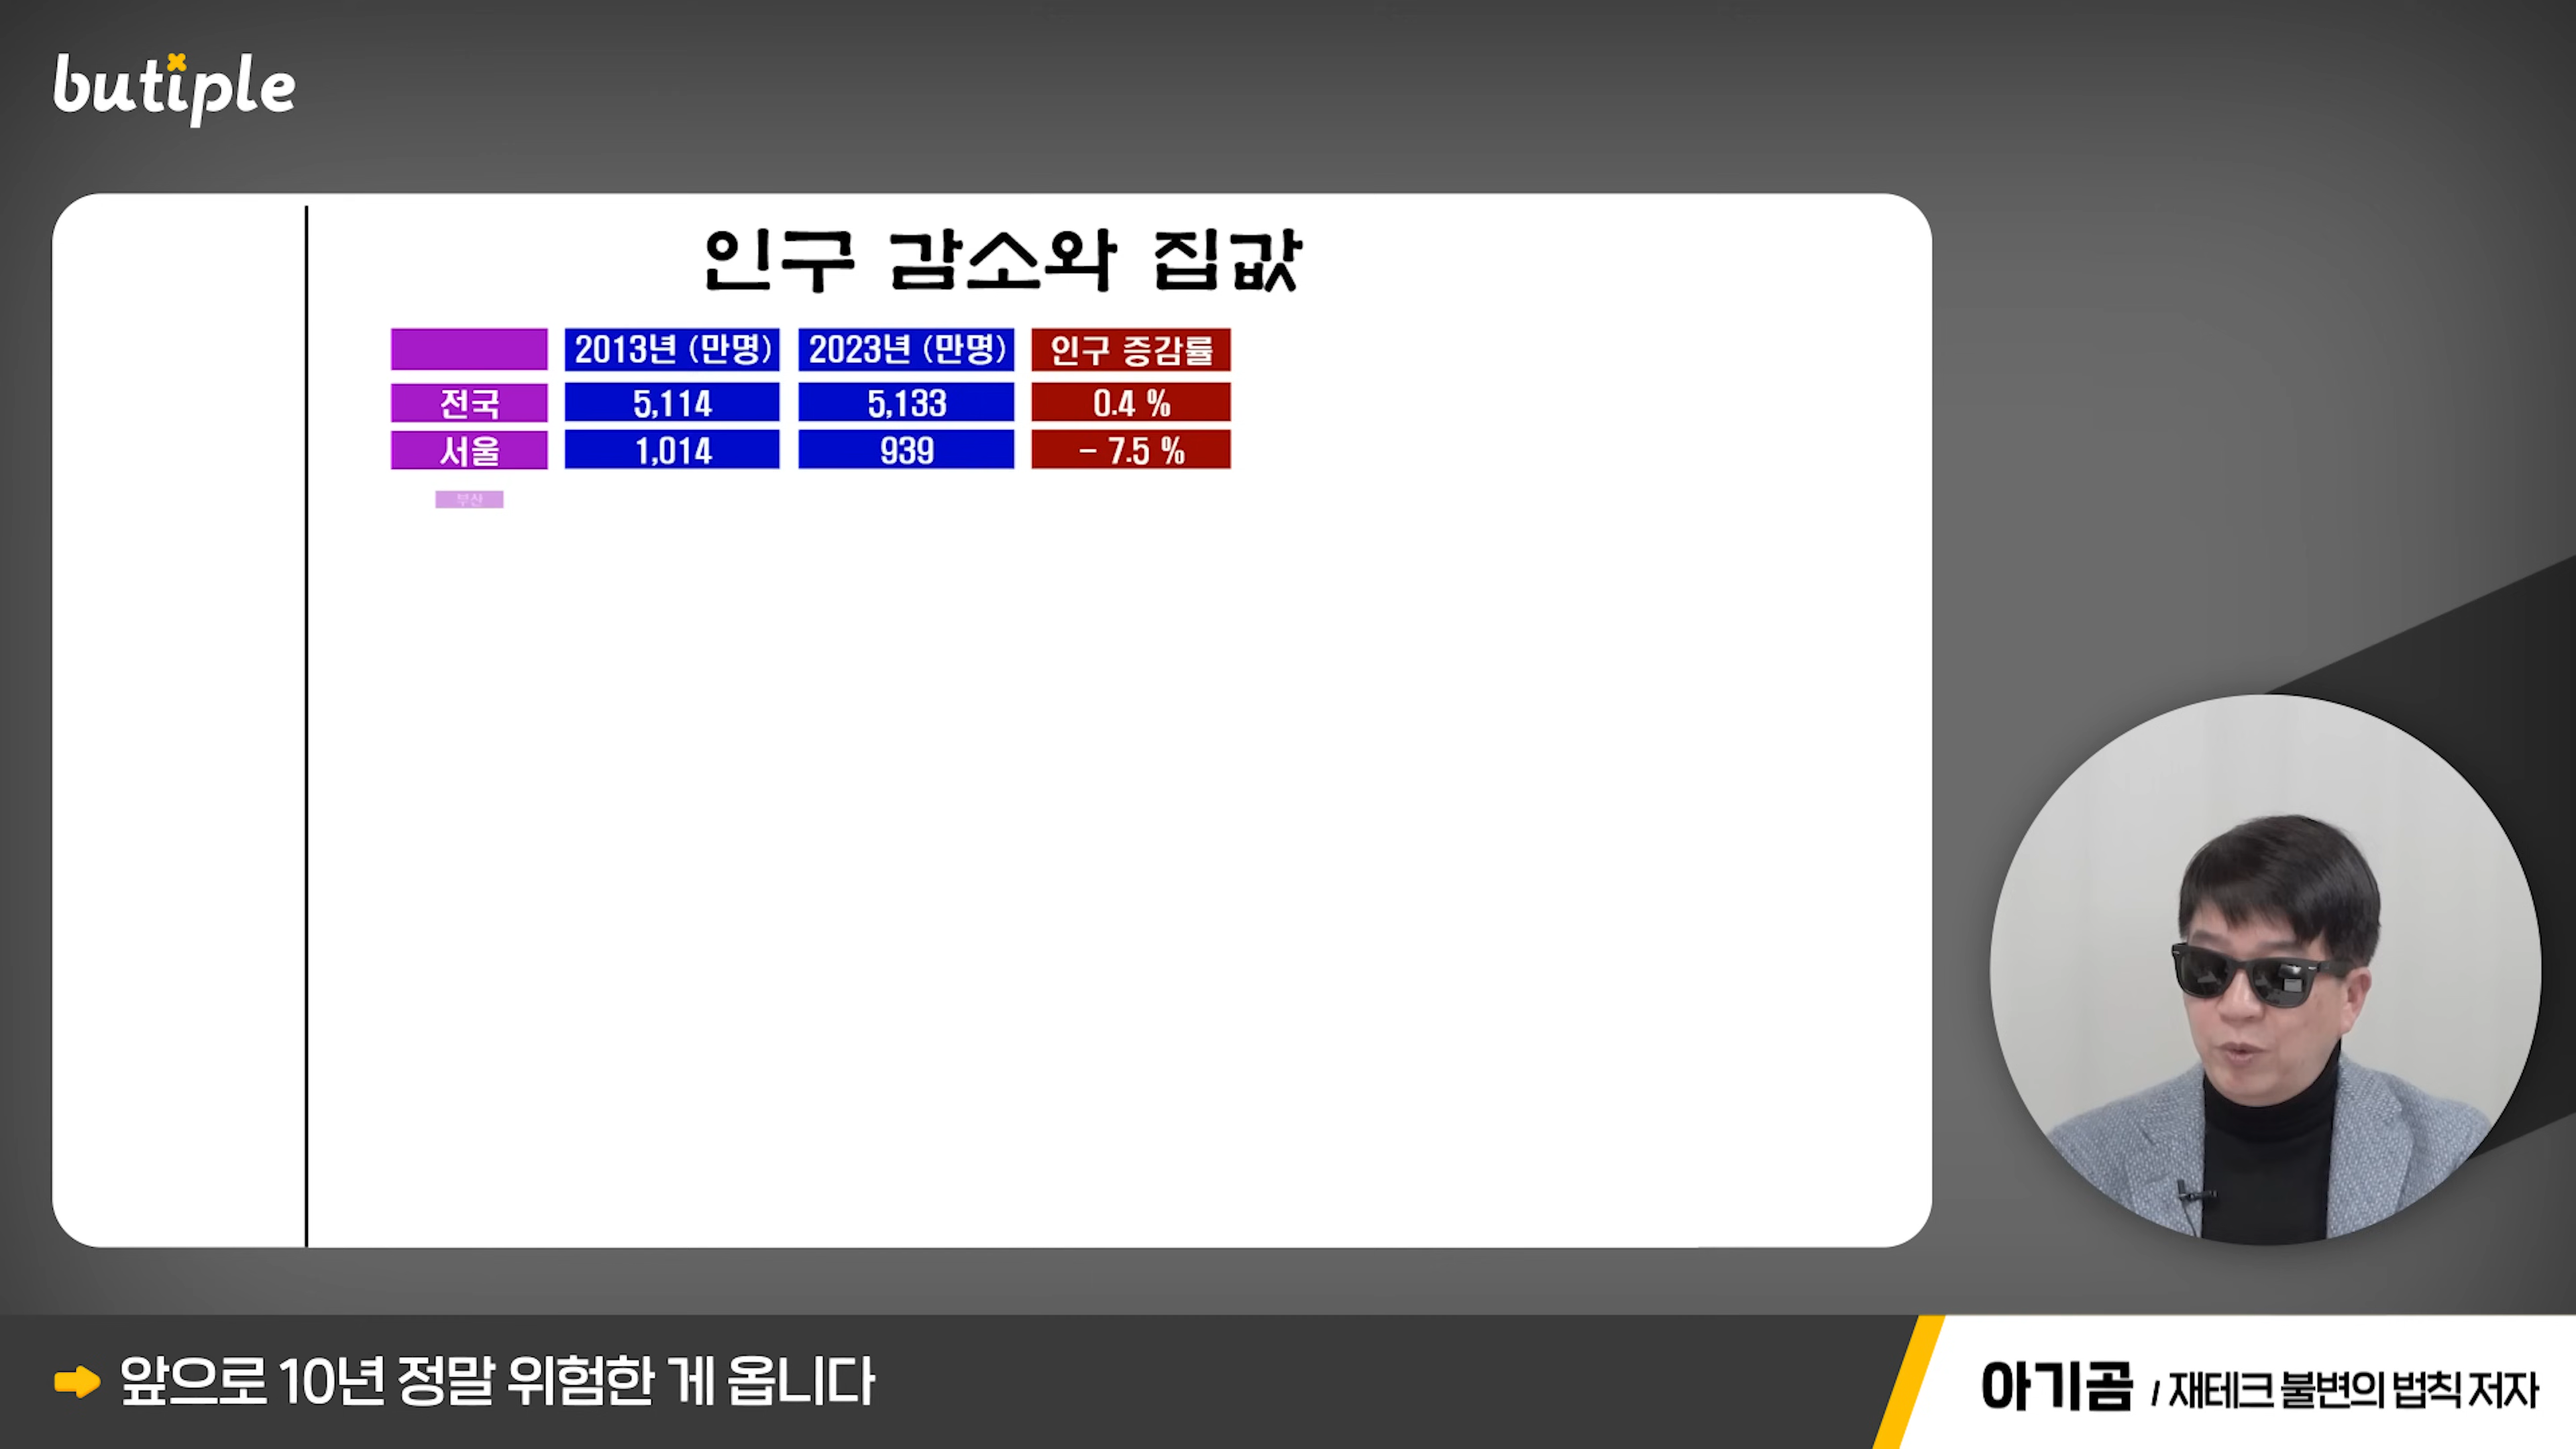 butiple
인구 감소와 집값
2013년 (만명) 2023년 (만명) 인구 증감률
전국 5,114 5,133 0.4 %
서울 1,014 939 - 7.5 %
부산
앞으로 10년 정말 위험한 게 옵니다
아기곰 / 재테크 불변의 법칙 저자